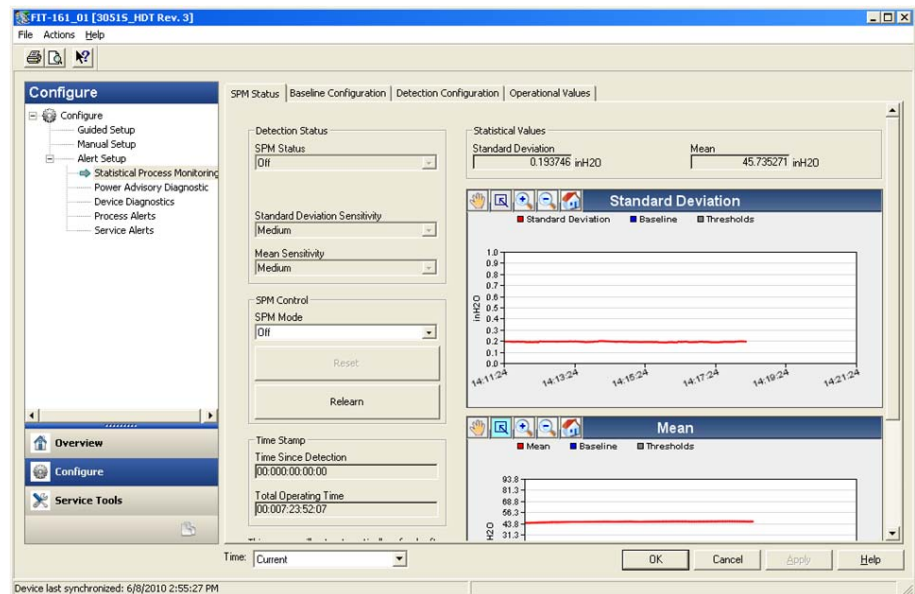 FIT-161_01 [3051S_HDT Rev. 3]
File Actions Help
Configure
Configure
Guided Setup
Manual Setup
Alert Setup
Statistical Process Monitoring
Power Advisory Diagnostic
Device Diagnostics
Process Alerts
Service Alerts
Overview
Configure
Service Tools
SPM Status Baseline Configuration Detection Configuration Operational Values
Detection Status
SPM Status
Off
Standard Deviation Sensitivity
Medium
Mean Sensitivity
Medium
SPM Control
SPM Mode
Off
Reset
Relearn
Time Stamp
Time Since Detection
00:000:00:00:00
Total Operating Time
00:007:23:52:07
Statistical Values
Standard Deviation
0.193746 inH2O
Mean
45.735271 inH2O
Standard Deviation
Standard Deviation Baseline Thresholds
1.0
0.9
0.8
0.7
0.6
0.5
0.4
0.3
0.2
0.1
0.0
inH2O
14:11:24 14:13:24 14:15:24 14:17:24 14:19:24 14:21:24
Mean
Mean Baseline Thresholds
93.8
81.3
68.8
56.3
43.8
31.3
H2O
Time: Current
OK Cancel Apply Help
Device last synchronized: 6/8/2010 2:55:27 PM